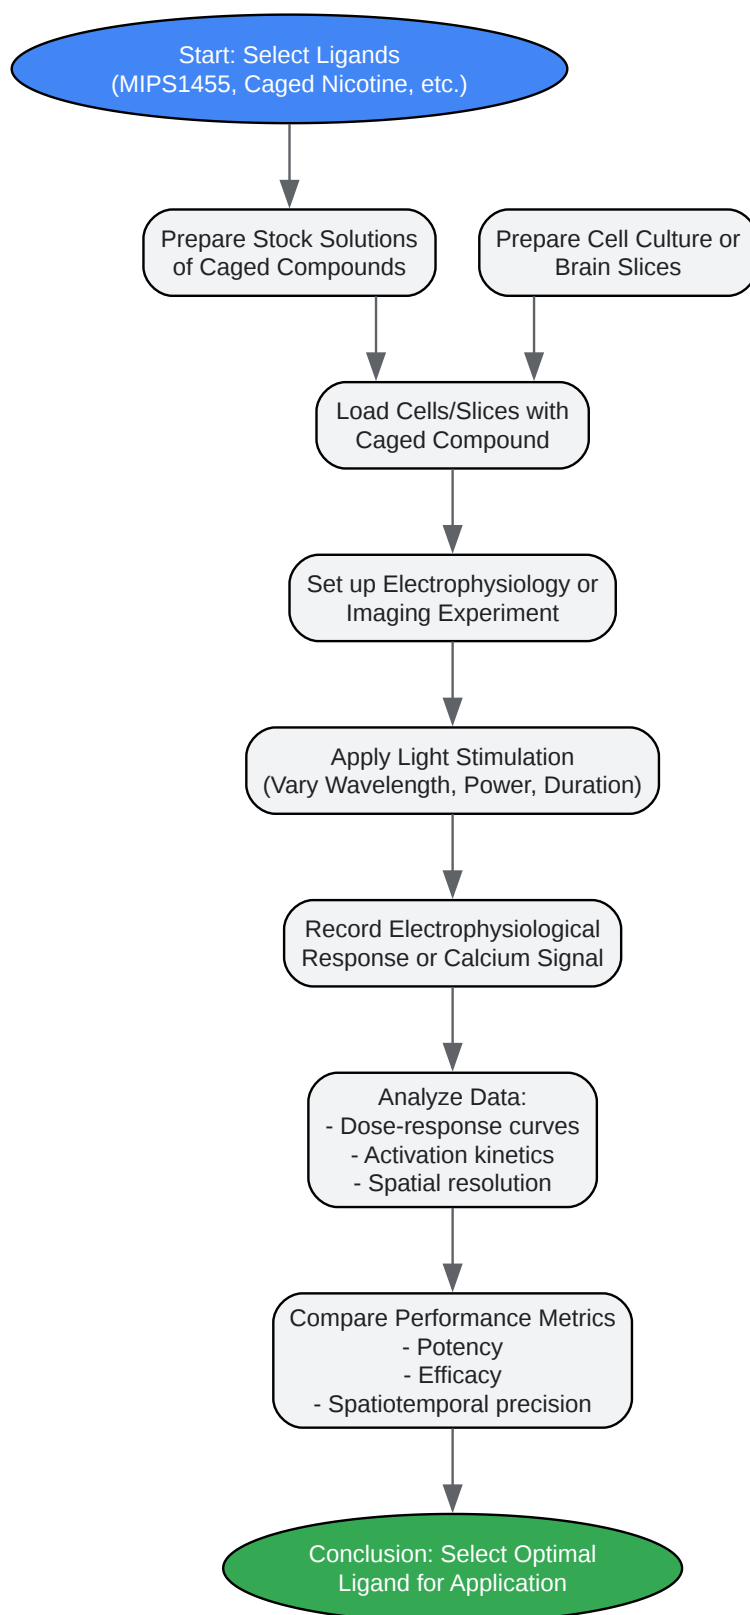 Start: Select Ligands
(MIPS1455, Caged Nicotine, etc.)
Prepare Stock Solutions
of Caged Compounds
Prepare Cell Culture or
Brain Slices
Load Cells/Slices with
Caged Compound
Set up Electrophysiology or
Imaging Experiment
Apply Light Stimulation
(Vary Wavelength, Power, Duration)
Record Electrophysiological
Response or Calcium Signal
Analyze Data:
- Dose-response curves
- Activation kinetics
- Spatial resolution
Compare Performance Metrics
- Potency
- Efficacy
- Spatiotemporal precision
Conclusion: Select Optimal
Ligand for Application